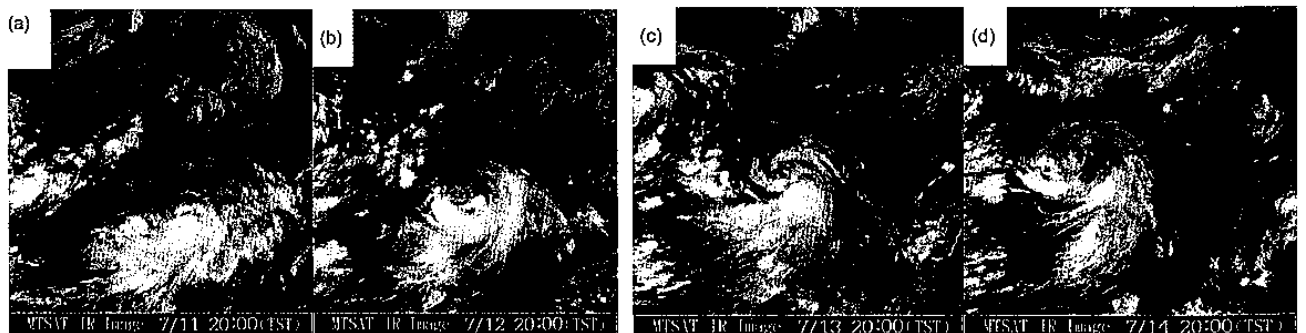 (a)
(b)
(c)
(d)
MTSAT IR Image 7/11 20:00(TST)
MTSAT IR Image 7/12 20:00(TST)
MTSAT IR Image 7/13 20:00(TST)
MTSAT IR Image 7/14 20:00(TST)